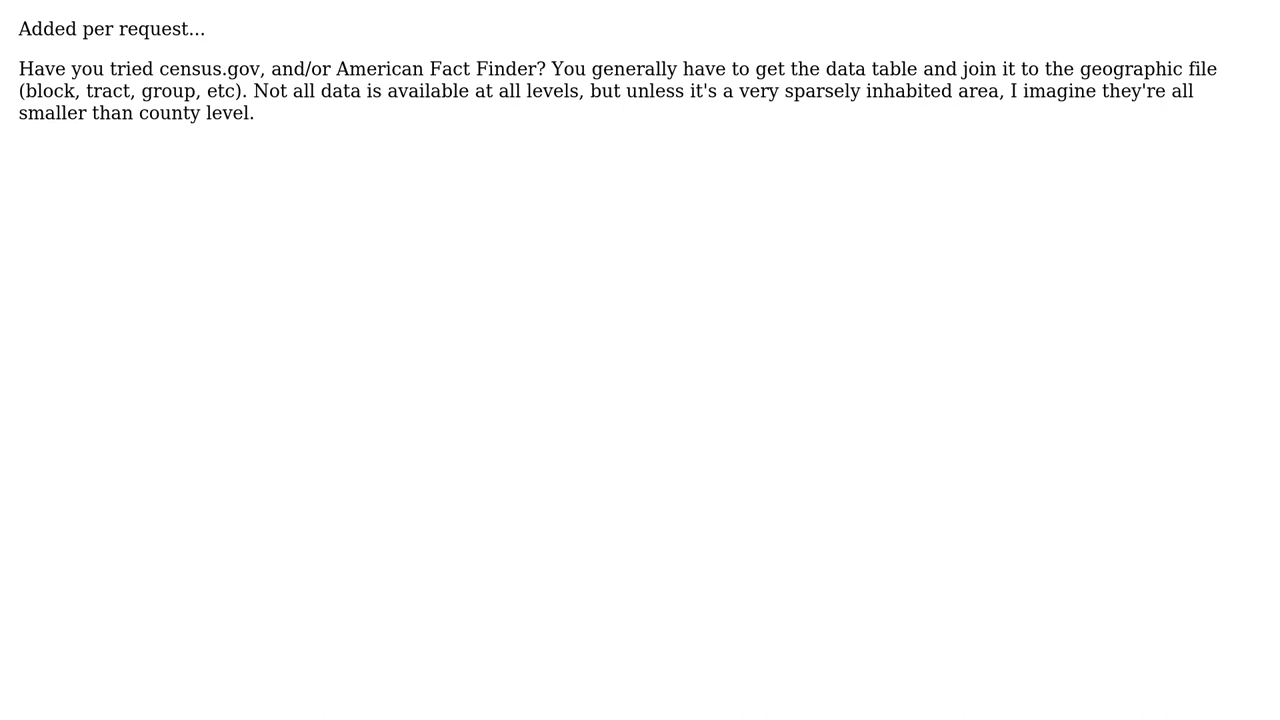 Added per request...
Have you tried census.gov, and/or American Fact Finder? You generally have to get the data table and join it to the geographic file
(block, tract, group, etc). Not all data is available at all levels, but unless it's a very sparsely inhabited area, I imagine they're all
smaller than county level.